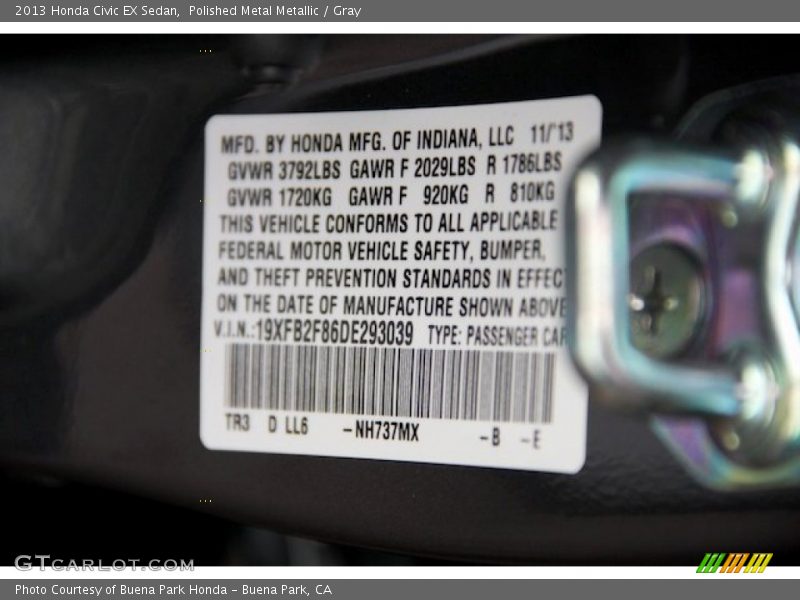 2013 Honda Civic EX Sedan,  Polished Metal Metallic / Gray
MFD. BY HONDA MFG. OF INDIANA, LLC 11/'13
GVWR 3792LBS GAWR F 2029LBS R 1786LBS
GVWR 1720KG GAWR F 920KG R 810KG
THIS VEHICLE CONFORMS TO ALL APPLICABLE
FEDERAL MOTOR VEHICLE SAFETY, BUMPER,
AND THEFT PREVENTION STANDARDS IN EFFEC
ON THE DATE OF MANUFACTURE SHOWN ABOVE
V.I.N.:19XFB2F86DE293039 TYPE: PASSENGER CAR
TR3 D LL6 -NH737MX -B -E
GTCARLOT.COM
Photo Courtesy of Buena Park Honda - Buena Park, CA